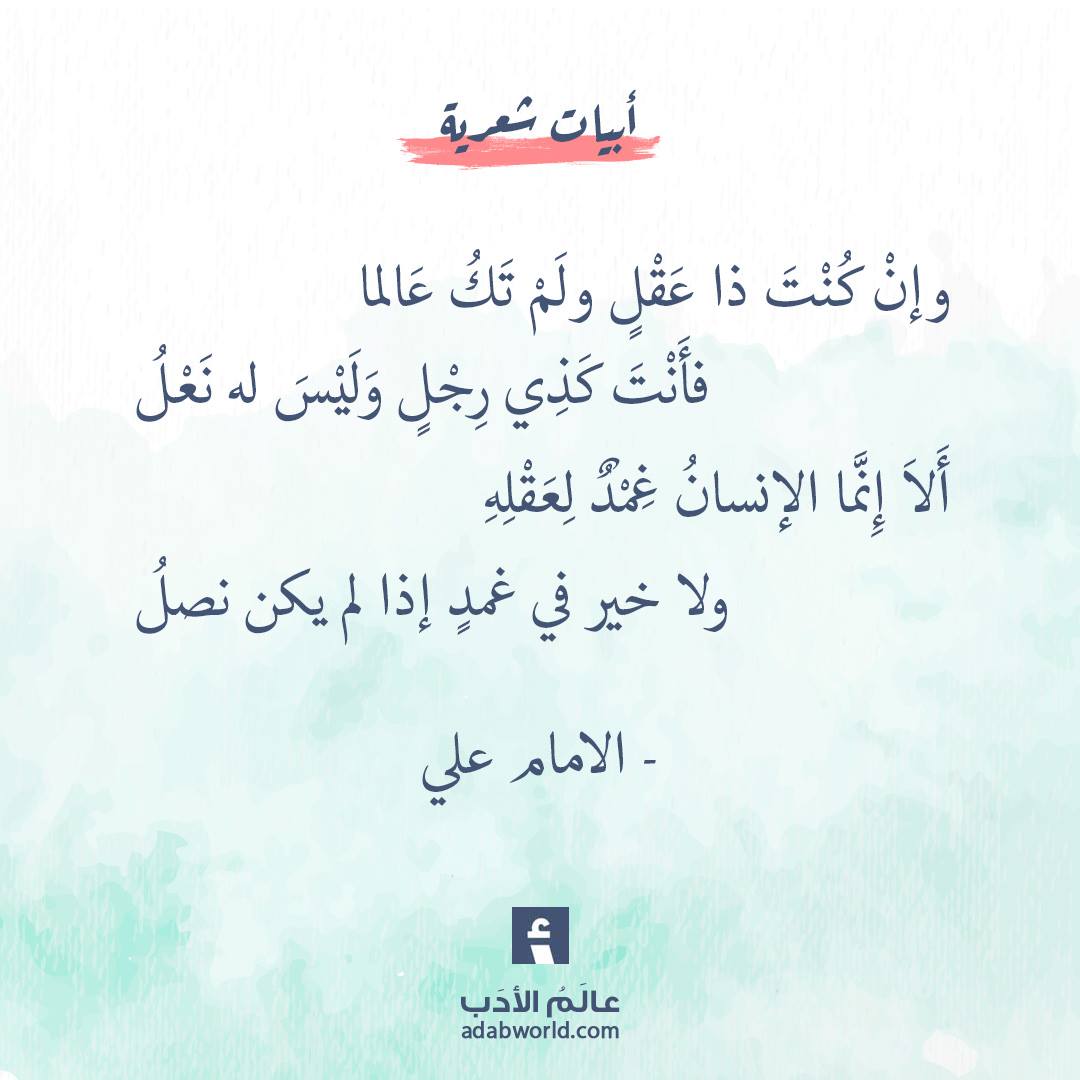 أبيات شعرية
وإنْ كُنْتَ ذا عَقْلٍ ولَمْ تَكُ عَالما
فأَنْتَ كَذِي رِجْلٍ وَلَيْسَ له نَعْلُ
أَلاَ إِنَّما الإنسانُ غِمْدٌ لِعَقْلِهِ
ولا خير في غمدٍ إذا لم يكن نصلُ
- الامام علي
أ
عالَمُ الأدَب
adabworld.com